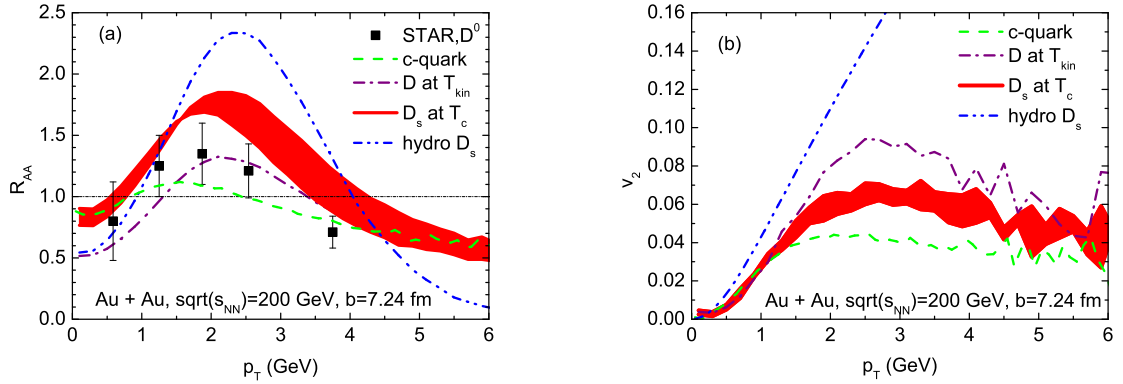 (a)
STAR,D⁰
c-quark
D at T_kin
D_s at T_c
hydro D_s
R_AA
2.5
2.0
1.5
1.0
0.5
0.0
Au + Au, sqrt(s_NN)=200 GeV, b=7.24 fm
0 1 2 3 4 5 6
p_T (GeV)
(b)
c-quark
D at T_kin
D_s at T_c
hydro D_s
v_2
0.16
0.14
0.12
0.10
0.08
0.06
0.04
0.02
0.00
Au + Au, sqrt(s_NN)=200 GeV, b=7.24 fm
0 1 2 3 4 5 6
p_T (GeV)